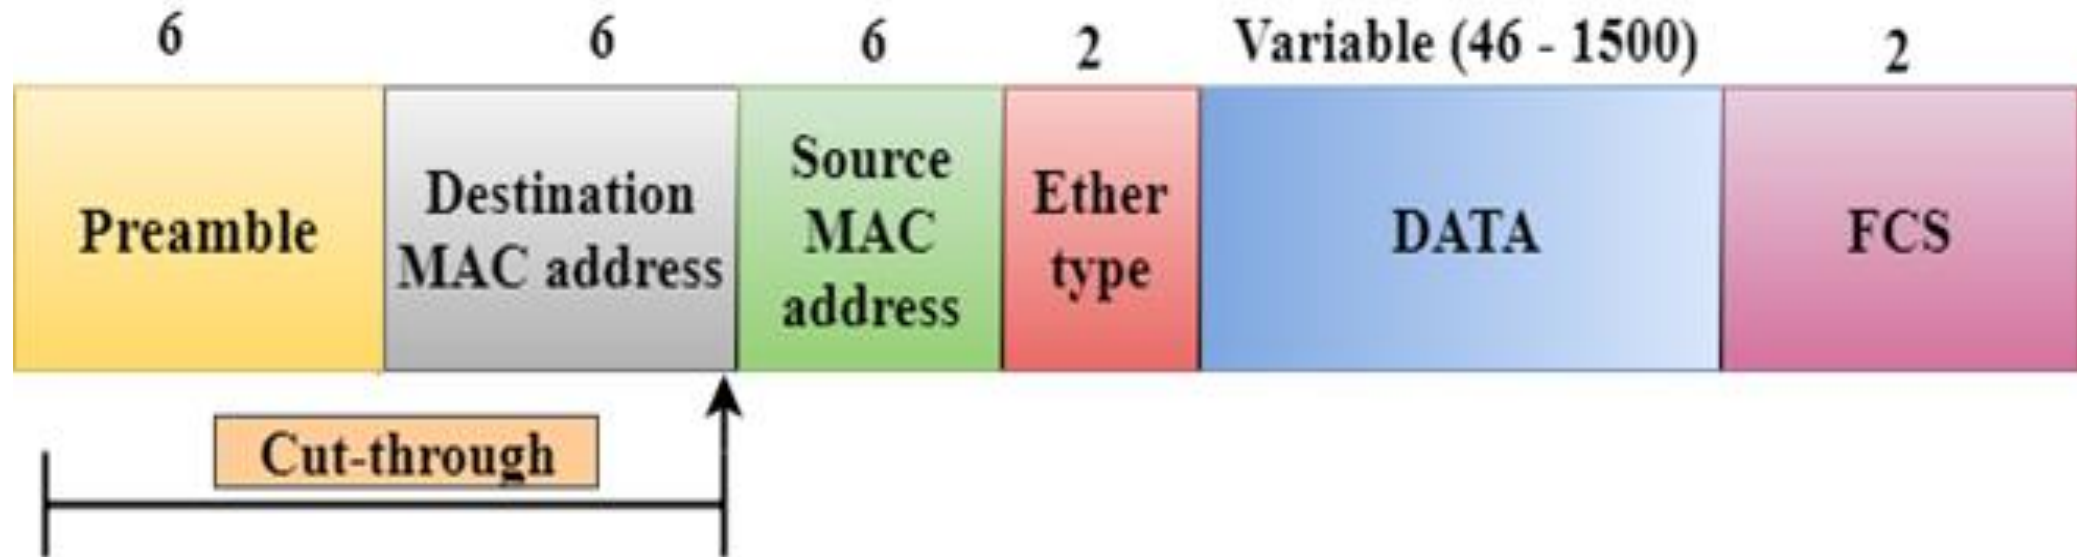 6 6 6 2 Variable (46 - 1500) 2
Preamble
Destination
MAC address
Source
MAC
address
Ether
type
DATA
FCS
Cut-through